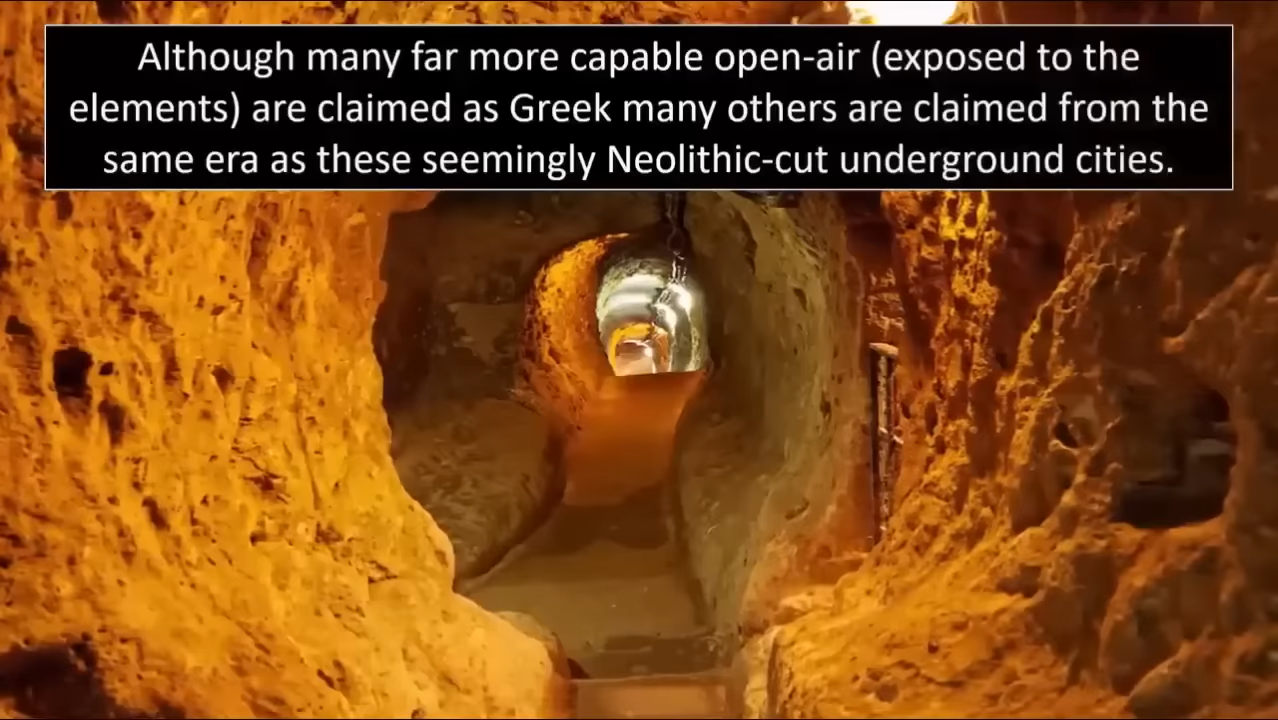 Although many far more capable open-air (exposed to the
elements) are claimed as Greek many others are claimed from the
same era as these seemingly Neolithic-cut underground cities.